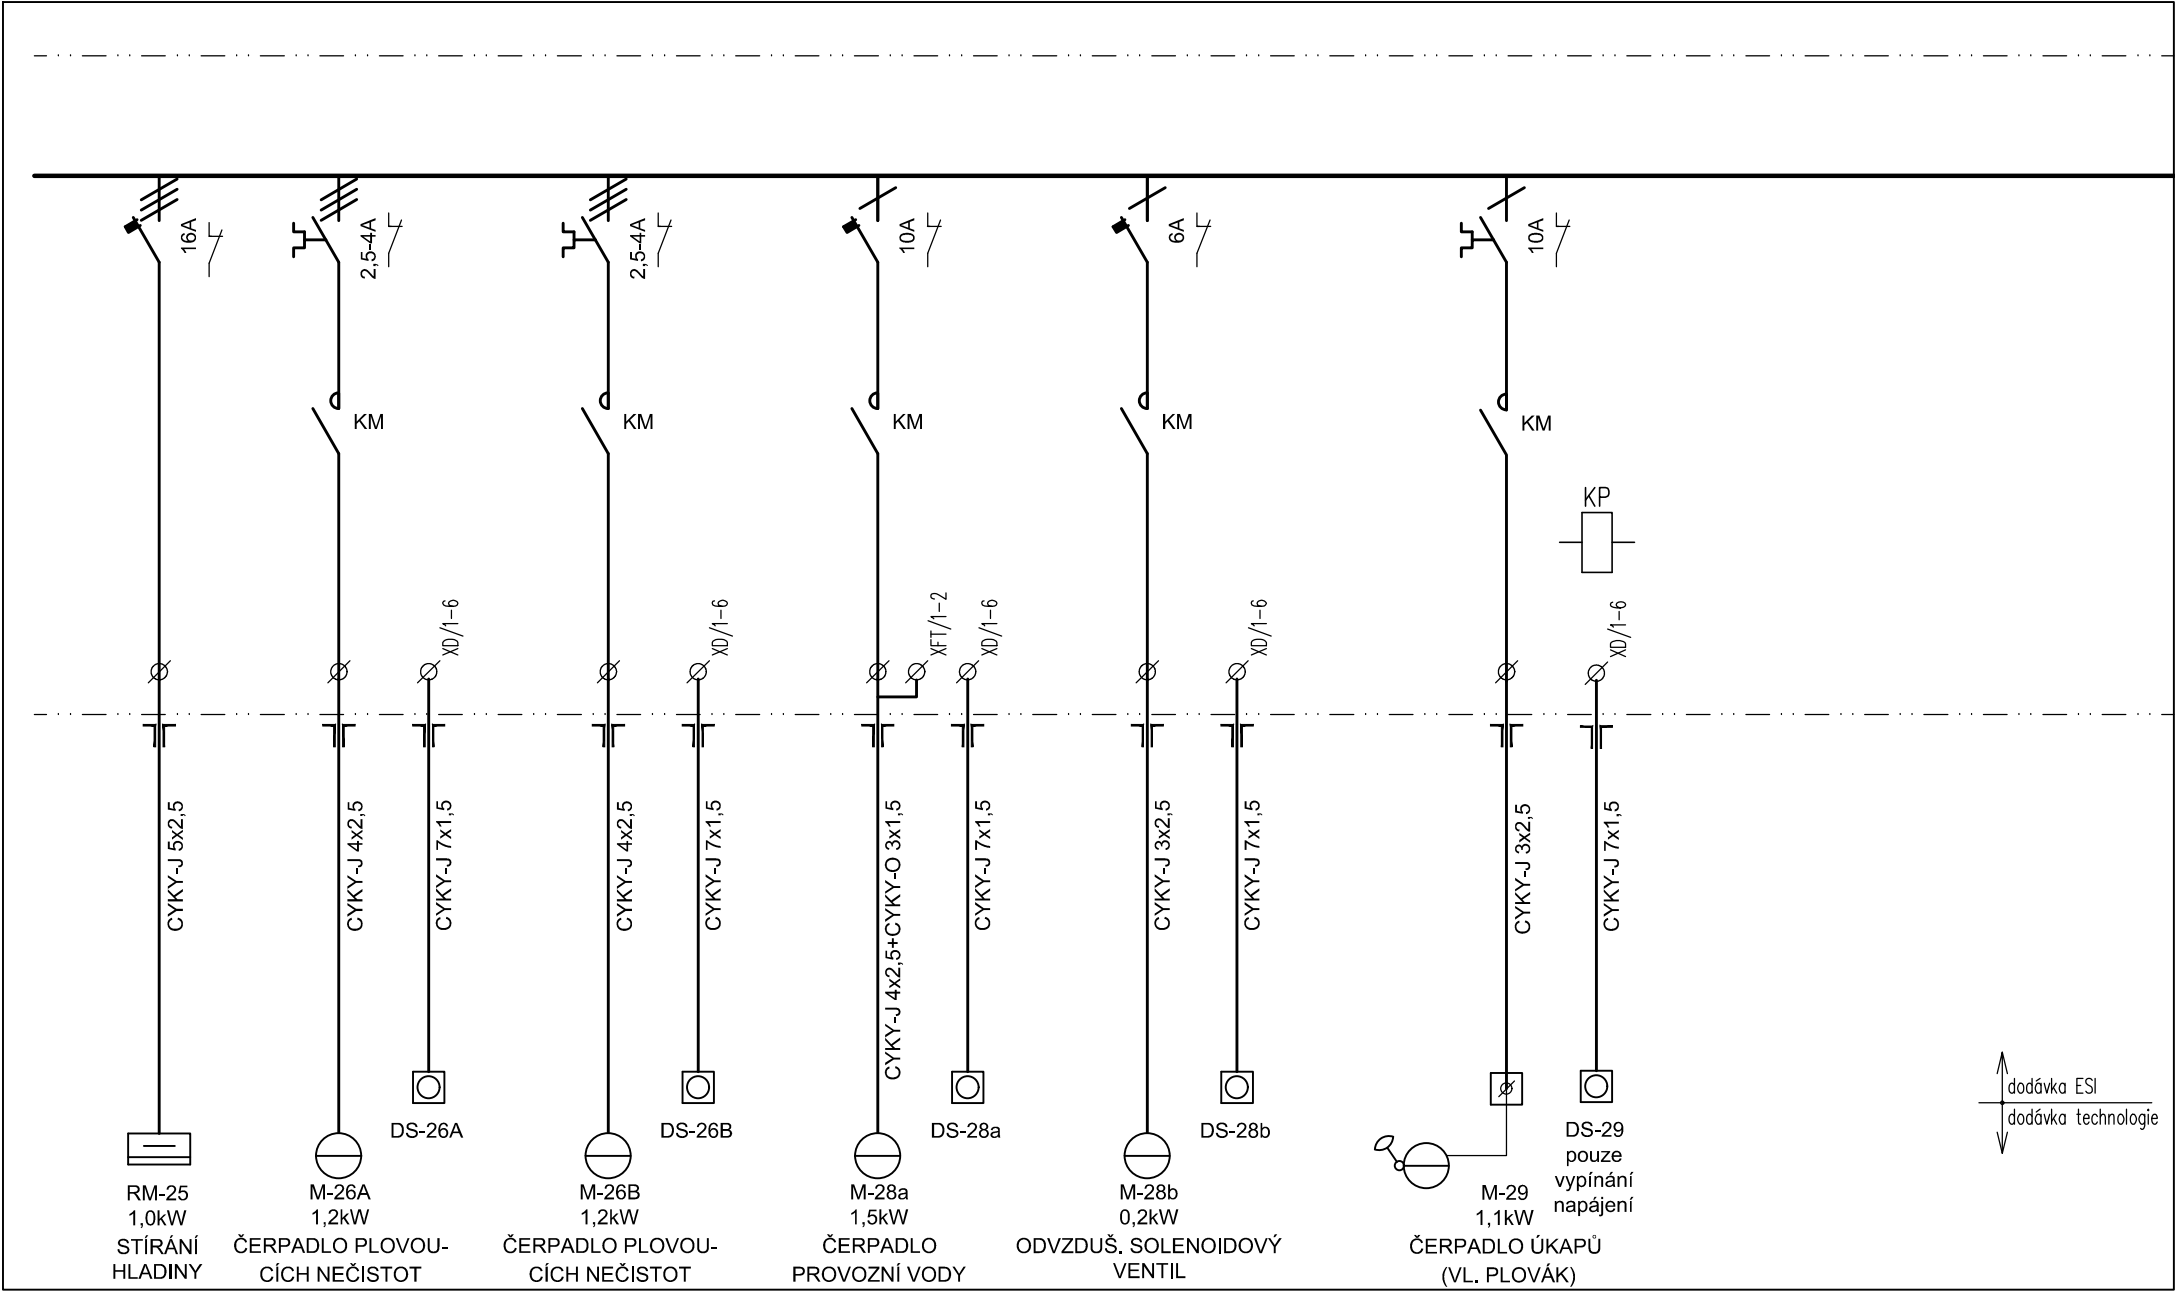 16A
2,5-4A
2,5-4A
10A
6A
10A
KM
KM
KM
KM
KM
KP
XD/1-6
XD/1-6
XFT/1-2
XD/1-6
XD/1-6
XD/1-6
CYKY-J 5x2,5
CYKY-J 4x2,5
CYKY-J 7x1,5
CYKY-J 4x2,5
CYKY-J 7x1,5
CYKY-J 4x2,5+CYKY-O 3x1,5
CYKY-J 7x1,5
CYKY-J 3x2,5
CYKY-J 7x1,5
CYKY-J 3x2,5
CYKY-J 7x1,5
dodávka ESI
dodávka technologie
DS-26A
DS-26B
DS-28a
DS-28b
DS-29
pouze
vypínání
napájení
RM-25
1,0kW
STÍRÁNÍ
HLADINY
M-26A
1,2kW
ČERPADLO PLOVOU-
CÍCH NEČISTOT
M-26B
1,2kW
ČERPADLO PLOVOU-
CÍCH NEČISTOT
M-28a
1,5kW
ČERPADLO
PROVOZNÍ VODY
M-28b
0,2kW
ODVZDUŠ. SOLENOIDOVÝ
VENTIL
M-29
1,1kW
ČERPADLO ÚKAPŮ
(VL. PLOVÁK)